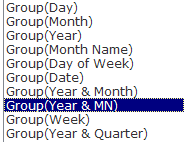 Group(Day)
Group(Month)
Group(Year)
Group(Month Name)
Group(Day of Week)
Group(Date)
Group(Year & Month)
Group(Year & MN)
Group(Week)
Group(Year & Quarter)